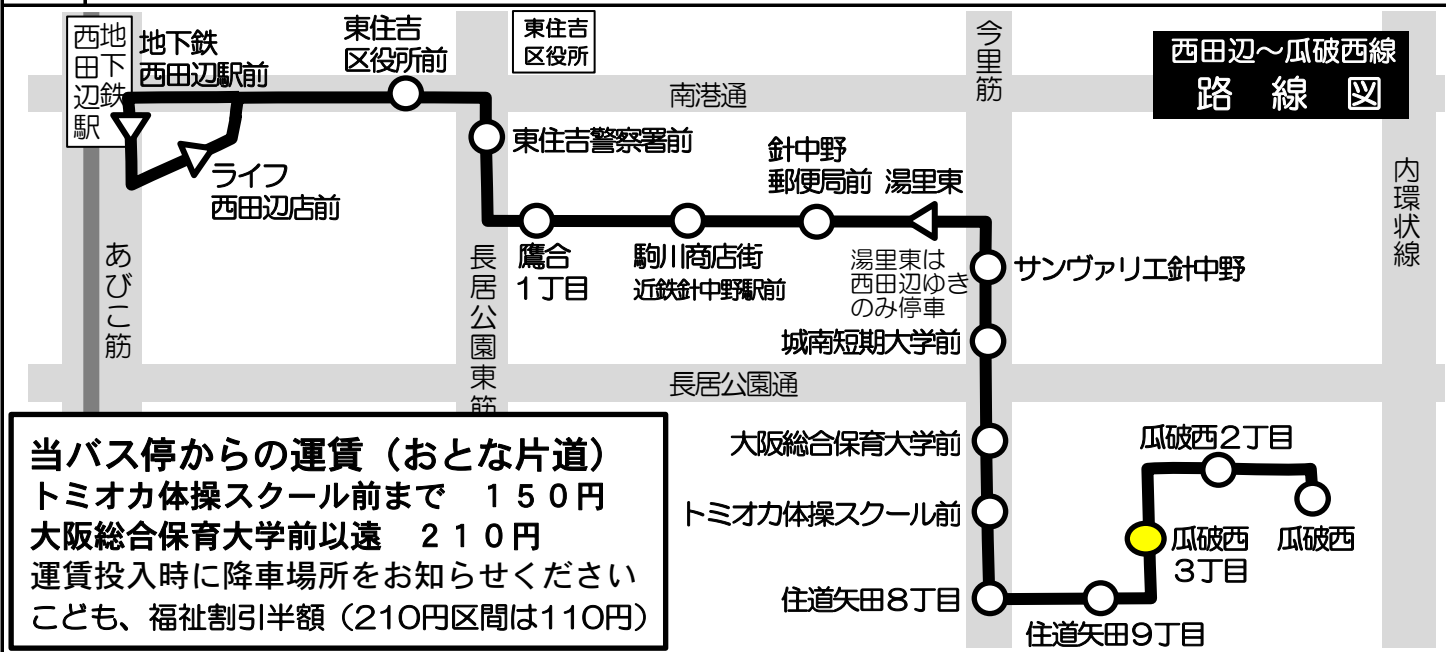 地下鉄
西田辺駅
地下鉄
西田辺駅前
東住吉
区役所前
東住吉
区役所
今里筋
西田辺～瓜破西線
路線図
南港通
東住吉警察署前
針中野
郵便局前
湯里東
内環状線
ライフ
西田辺店前
あびこ筋
長居公園東筋
鷹合
1丁目
駒川商店街
近鉄針中野駅前
湯里東は
西田辺ゆき
のみ停車
サンヴァリエ針中野
城南短期大学前
長居公園通
大阪総合保育大学前
瓜破西2丁目
トミオカ体操スクール前
瓜破西
3丁目
瓜破西
住道矢田8丁目
住道矢田9丁目
当バス停からの運賃（おとな片道）
トミオカ体操スクール前まで　１５０円
大阪総合保育大学前以遠　２１０円
運賃投入時に降車場所をお知らせください
こども、福祉割引半額（210円区間は110円）